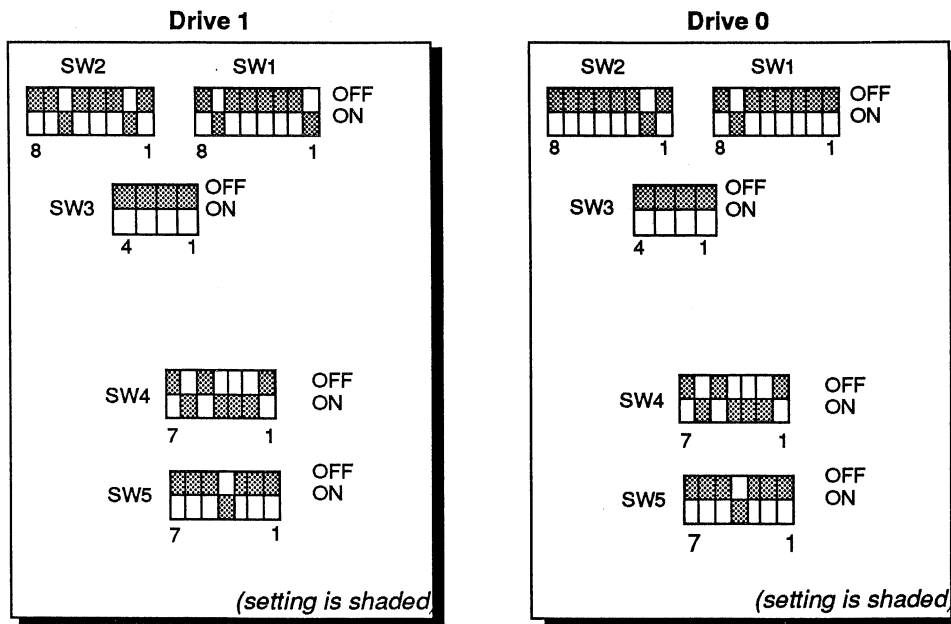 Drive 1
SW2
SW1
OFF
ON
8
1
8
1
SW3
OFF
ON
4
1
SW4
OFF
ON
7
1
SW5
OFF
ON
7
1
(setting is shaded)
Drive 0
SW2
SW1
OFF
ON
8
1
8
1
SW3
OFF
ON
4
1
SW4
OFF
ON
7
1
SW5
OFF
ON
7
1
(setting is shaded)